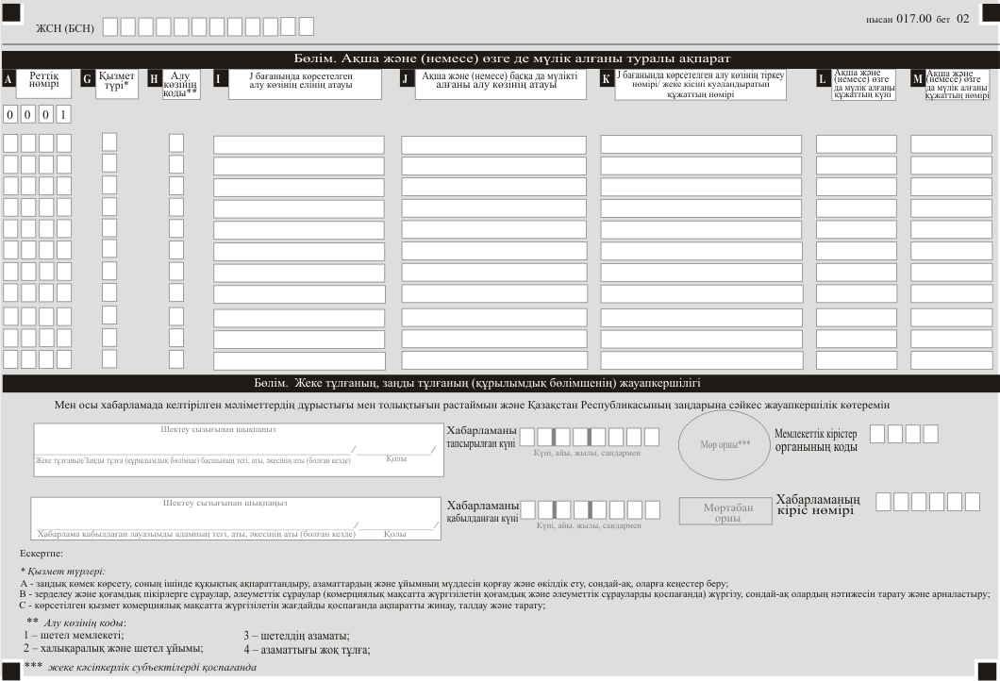 ЖСН (БСН)
нысан 017.00 бет 02
Бөлім. Ақша және (немесе) өзге де мүлік алғаны туралы ақпарат
A Реттік нөмірі
G Қызмет түрі*
H Алу көзінің коды**
I J бағанында көрсетілген алу көзінің елінің атауы
J Ақша және (немесе) басқа да мүлікті алғаны алу көзінің атауы
K J бағанында көрсетелген алу көзінің тіркеу нөмірі/ жеке кісіні куәландыратын құжаттың нөмірі
L Ақша және (немесе) өзге да мүлік алғаны құжаттың күні
M Ақша және (немесе) өзге да мүлік алғаны құжаттың нөмірі
0 0 0 1
Бөлім. Жеке тұлғаның, заңды тұлғаның (құрылымдық бөлімшенің) жауапкершілігі
Мен осы хабарламада келтірілген мәліметтердің дұрыстығы мен толықтығын растаймын және Қазақстан Республикасының заңдарына сәйкес жауапкершілік көтеремін
Шектеу сызығынан шықпаңыз
Жеке тұлғаның/Заңды тұлға (құрылымдық бөлімше) басшының тегі, аты, әкесінің аты (болған кезде)
/ /
Қолы
Хабарламаны
тапсырылған күні
Күні, айы, жылы, сандармен
Мөр орны***
Мемлекеттік кірістер
органының коды
Шектеу сызығынан шықпаңыз
Хабарлама қабылдаған лауазымды адамның тегі, аты, әкесінің аты (болған кезде)
/ /
Қолы
Хабарламаны
қабылданған күні
Күні, айы, жылы, сандармен
Мөртабан
орны
Хабарламаның
кіріс нөмірі
Ескертпе:
* Қызмет түрлері:
А - заңдық көмек көрсету, соның ішінде құқықтық ақпараттандыру, азаматтардың және ұйымның мүддесін қорғау және өкілдік ету, сондай-ақ, оларға кеңестер беру;
В - зерделеу және қоғамдық пікірлерге сұраулар, әлеуметтік сұраулар (комерциялық мақсатта жүргізілетін қоғамдық және әлеуметтік сұрауларды қоспағанда) жүргізу, сондай-ақ олардың нәтижесін тарату және арналастыру;
С - көрсетілген қызмет комерциялық мақсатта жүргізілетін жағдайды қоспағанда ақпаратты жинау, талдау және тарату;
** Алу көзінің коды:
1 – шетел мемлекеті;
2 – халықаралық және шетел ұйымы;
3 – шетелдің азаматы;
4 – азаматтығы жоқ тұлға;
*** жеке кәсіпкерлік субъектілерді қоспағанда